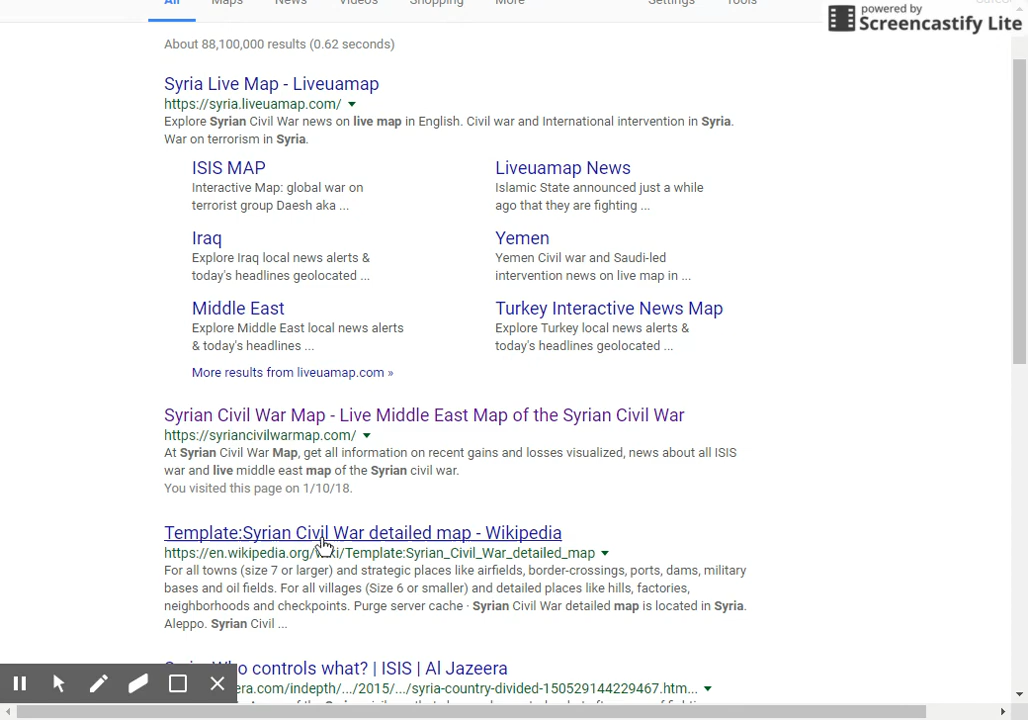 All Maps News Videos Shopping More Settings Tools
powered by
Screencastify Lite
About 88,100,000 results (0.62 seconds)
Syria Live Map - Liveuamap
https://syria.liveuamap.com/
Explore Syrian Civil War news on live map in English. Civil war and International intervention in Syria.
War on terrorism in Syria.
ISIS MAP
Interactive Map: global war on
terrorist group Daesh aka ...
Liveuamap News
Islamic State announced just a while
ago that they are fighting ...
Iraq
Explore Iraq local news alerts &
today's headlines geolocated ...
Yemen
Yemen Civil war and Saudi-led
intervention news on live map in ...
Middle East
Explore Middle East local news alerts
& today's headlines ...
Turkey Interactive News Map
Explore Turkey local news alerts &
today's headlines geolocated ...
More results from liveuamap.com »
Syrian Civil War Map - Live Middle East Map of the Syrian Civil War
https://syriancivilwarmap.com/
At Syrian Civil War Map, get all information on recent gains and losses visualized, news about all ISIS
war and live middle east map of the Syrian civil war.
You visited this page on 1/10/18.
Template:Syrian Civil War detailed map - Wikipedia
https://en.wikipedia.org/wiki/Template:Syrian_Civil_War_detailed_map
For all towns (size 7 or larger) and strategic places like airfields, border-crossings, ports, dams, military
bases and oil fields. For all villages (Size 6 or smaller) and detailed places like hills, factories,
neighborhoods and checkpoints. Purge server cache · Syrian Civil War detailed map is located in Syria.
Aleppo. Syrian Civil ...
Who controls what? | ISIS | Al Jazeera
era.com/indepth/.../2015/.../syria-country-divided-150529144229467.htm...